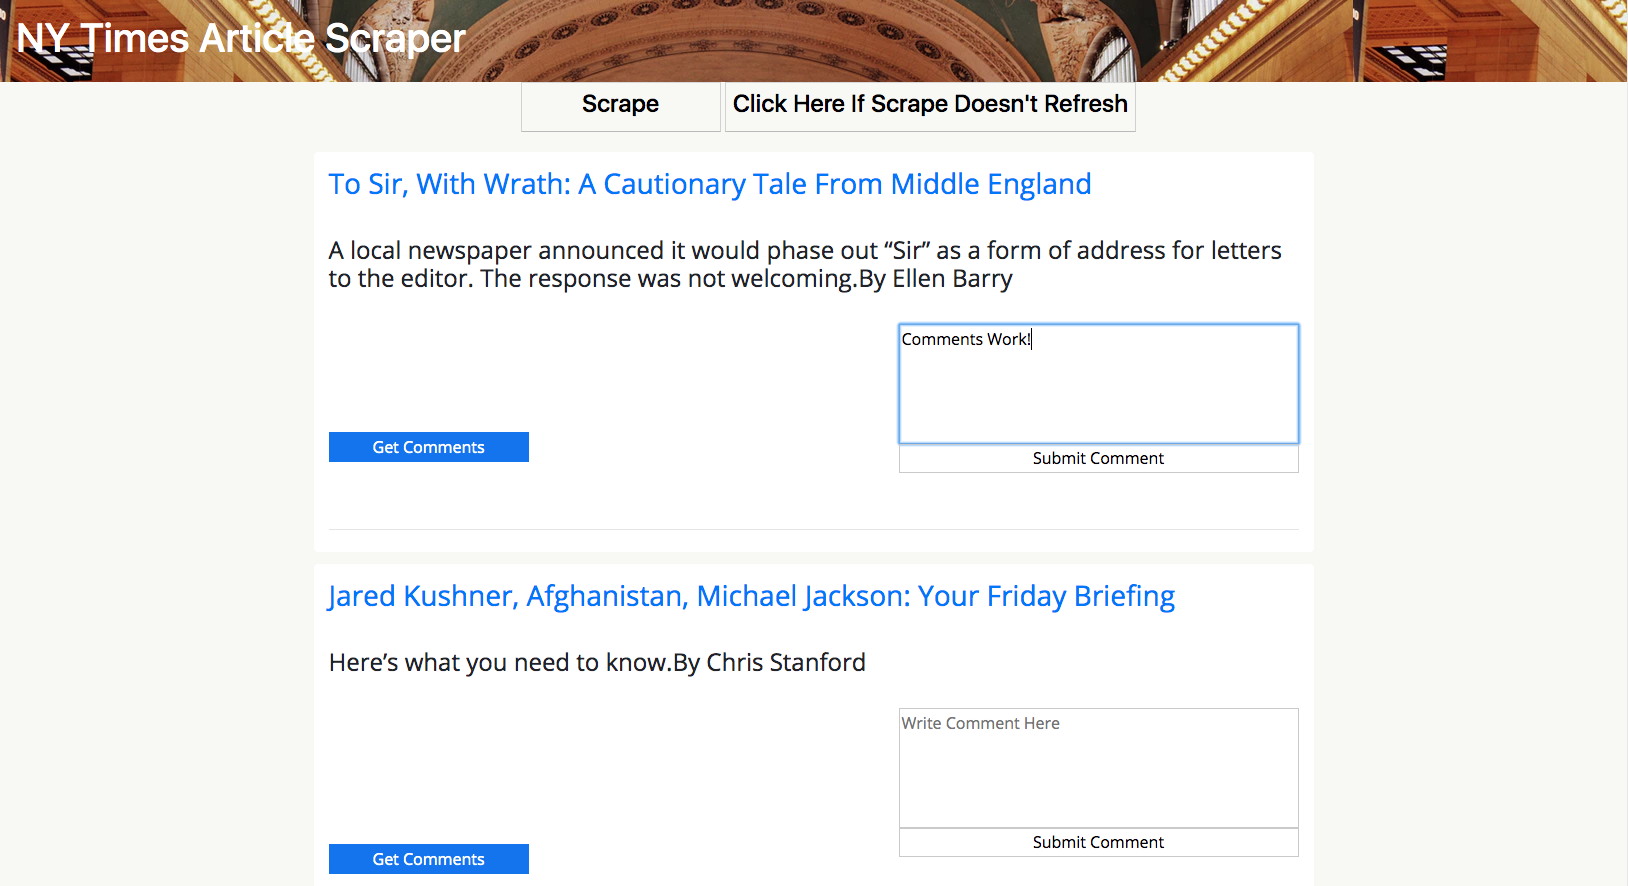 NY Times Article Scraper
Scrape
Click Here If Scrape Doesn't Refresh
To Sir, With Wrath: A Cautionary Tale From Middle England
A local newspaper announced it would phase out “Sir” as a form of address for letters
to the editor. The response was not welcoming.By Ellen Barry
Comments Work!
Get Comments
Submit Comment
Jared Kushner, Afghanistan, Michael Jackson: Your Friday Briefing
Here’s what you need to know.By Chris Stanford
Write Comment Here
Submit Comment
Get Comments